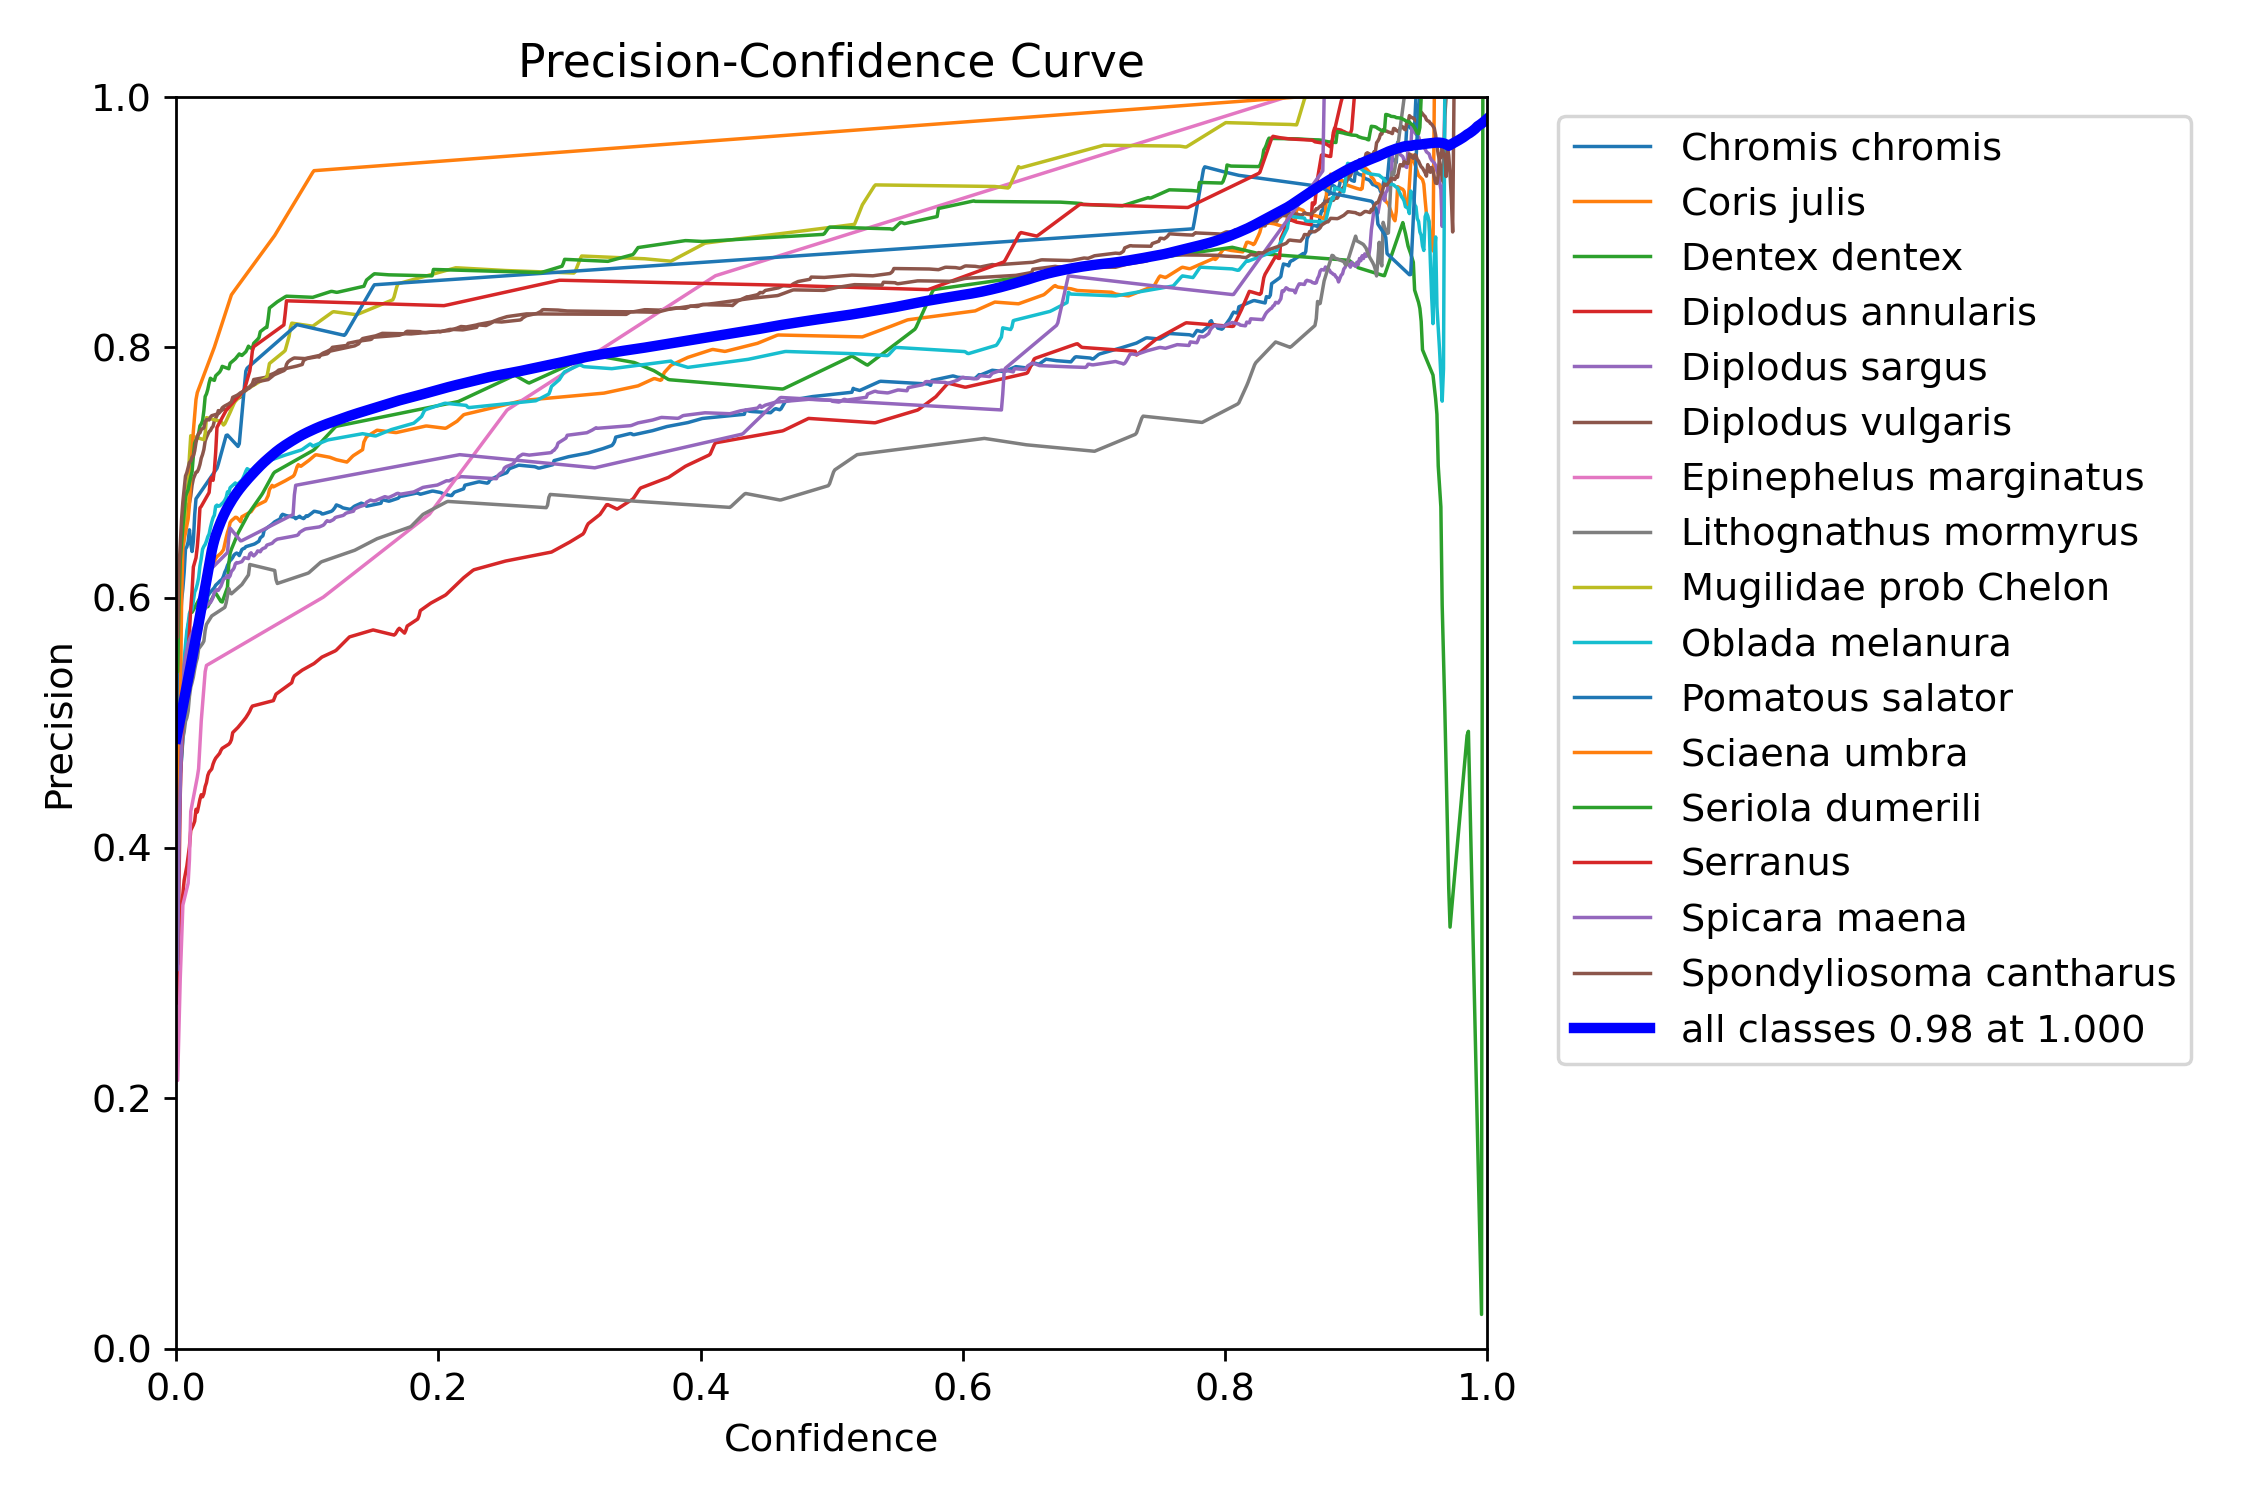 Precision-Confidence Curve
1.0
0.8
0.6
0.4
0.2
0.0
Precision
0.0 0.2 0.4 0.6 0.8 1.0
Confidence
Chromis chromis
Coris julis
Dentex dentex
Diplodus annularis
Diplodus sargus
Diplodus vulgaris
Epinephelus marginatus
Lithognathus mormyrus
Mugilidae prob Chelon
Oblada melanura
Pomatous salator
Sciaena umbra
Seriola dumerili
Serranus
Spicara maena
Spondyliosoma cantharus
all classes 0.98 at 1.000